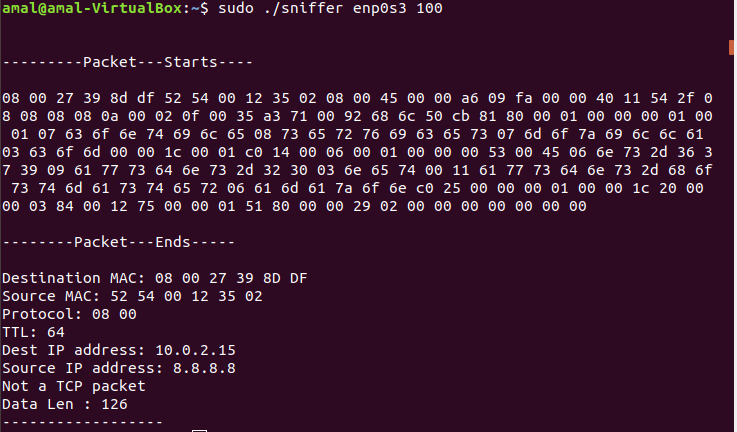 amal@amal-VirtualBox:~$ sudo ./sniffer enp0s3 100
---------Packet---Starts----
08 00 27 39 8d df 52 54 00 12 35 02 08 00 45 00 00 a6 09 fa 00 00 40 11 54 2f 0
8 08 08 08 0a 00 02 0f 00 35 a3 71 00 92 68 6c 50 cb 81 80 00 01 00 00 00 01 00
 01 07 63 6f 6e 74 69 6c 65 08 73 65 72 76 69 63 65 73 07 6d 6f 7a 69 6c 6c 61
03 63 6f 6d 00 00 1c 00 01 c0 14 00 06 00 01 00 00 00 53 00 45 06 6e 73 2d 36 3
7 39 09 61 77 73 64 6e 73 2d 32 30 03 6e 65 74 00 11 61 77 73 64 6e 73 2d 68 6f
 73 74 6d 61 73 74 65 72 06 61 6d 61 7a 6f 6e c0 25 00 00 00 01 00 00 1c 20 00
00 03 84 00 12 75 00 00 01 51 80 00 00 29 02 00 00 00 00 00 00 00
--------Packet---Ends-----
Destination MAC: 08 00 27 39 8D DF
Source MAC: 52 54 00 12 35 02
Protocol: 08 00
TTL: 64
Dest IP address: 10.0.2.15
Source IP address: 8.8.8.8
Not a TCP packet
Data Len : 126
------------------